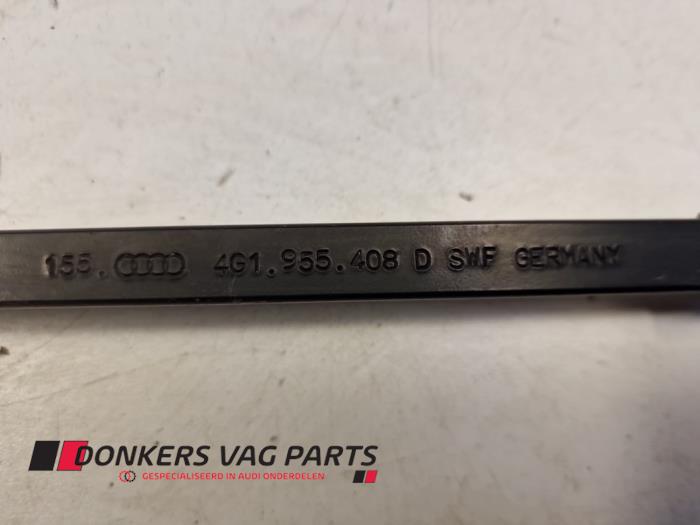 155. 4G1.955.408 D SWF GERMANY
DONKERS VAG PARTS
GESPECIALISEERD IN AUDI ONDERDELEN